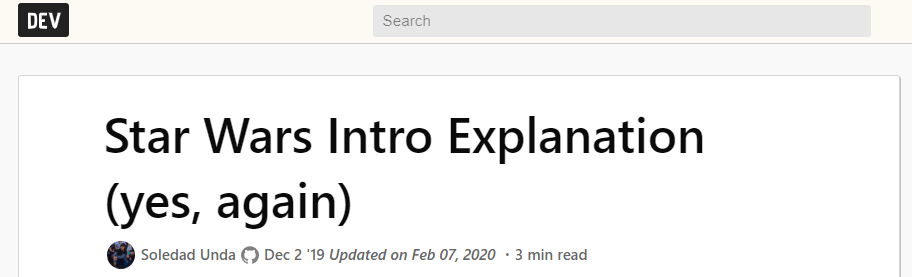 DEV
Search
Star Wars Intro Explanation
(yes, again)
Soledad Unda Dec 2 '19 Updated on Feb 07, 2020 · 3 min read